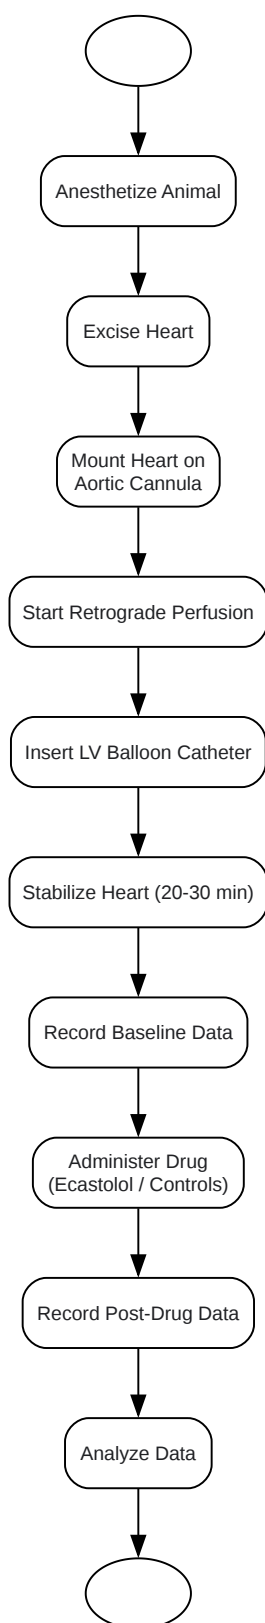 Anesthetize Animal
Excise Heart
Mount Heart on
Aortic Cannula
Start Retrograde Perfusion
Insert LV Balloon Catheter
Stabilize Heart (20-30 min)
Record Baseline Data
Administer Drug
(Ecastolol / Controls)
Record Post-Drug Data
Analyze Data